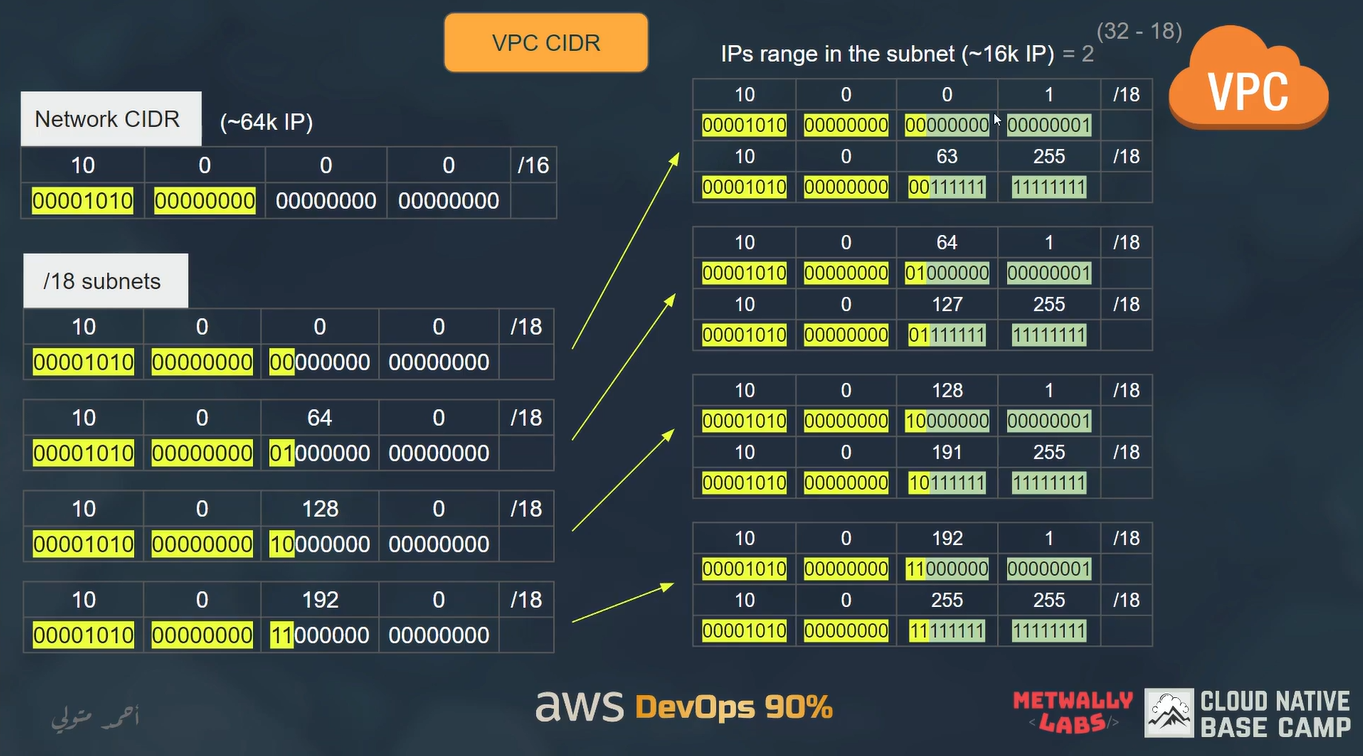 VPC CIDR
Network CIDR (~64k IP)
10 0 0 0 /16
00001010 00000000 00000000 00000000
/18 subnets
10 0 0 0 /18
00001010 00000000 00000000 00000000
10 0 64 0 /18
00001010 00000000 01000000 00000000
10 0 128 0 /18
00001010 00000000 10000000 00000000
10 0 192 0 /18
00001010 00000000 11000000 00000000
IPs range in the subnet (~16k IP) = 2 (32 - 18)
10 0 0 1 /18
00001010 00000000 00000000 00000001
10 0 63 255 /18
00001010 00000000 00111111 11111111
10 0 64 1 /18
00001010 00000000 01000000 00000001
10 0 127 255 /18
00001010 00000000 01111111 11111111
10 0 128 1 /18
00001010 00000000 10000000 00000001
10 0 191 255 /18
00001010 00000000 10111111 11111111
10 0 192 1 /18
00001010 00000000 11000000 00000001
10 0 255 255 /18
00001010 00000000 11111111 11111111
VPC
أحمد متولي
aws DevOps 90%
METWALLY
<LABS/>
CLOUD NATIVE
BASE CAMP